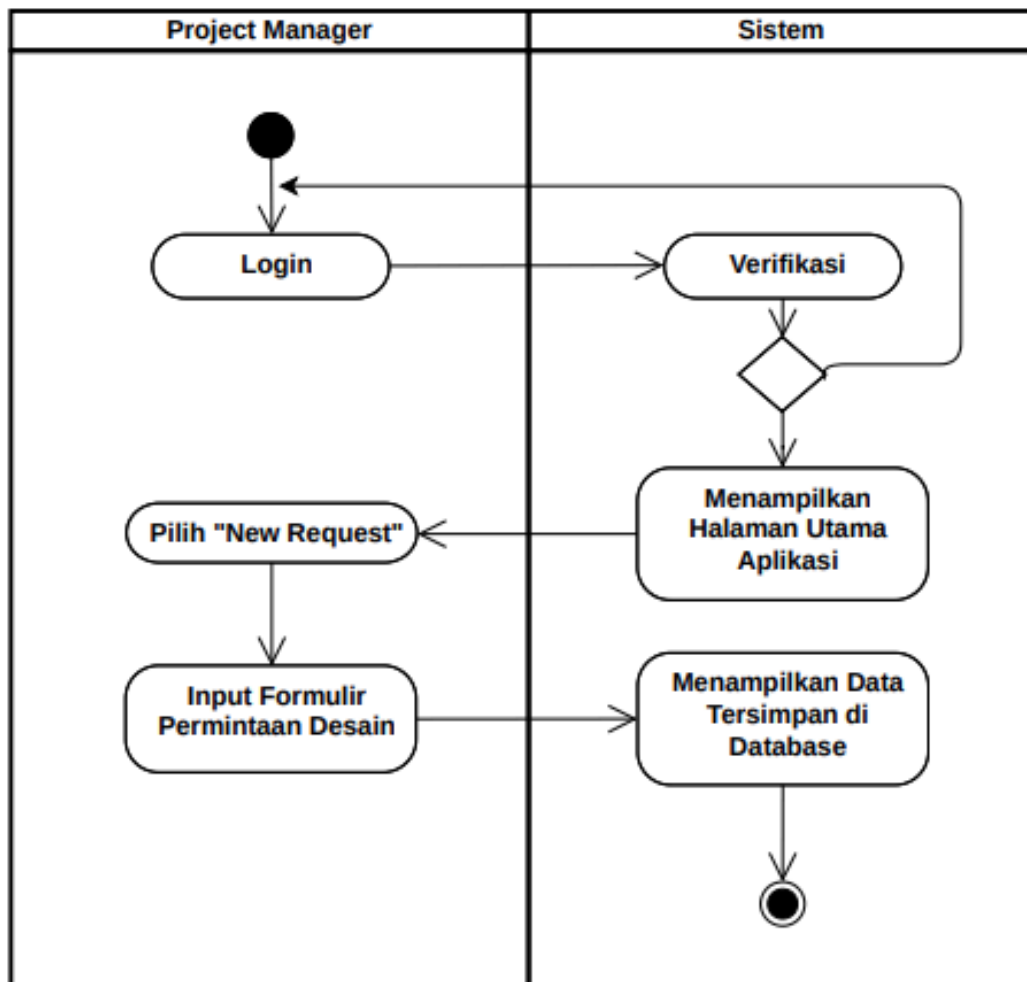 Project Manager
Sistem
Login
Verifikasi
Menampilkan
Halaman Utama
Aplikasi
Pilih "New Request"
Input Formulir
Permintaan Desain
Menampilkan Data
Tersimpan di
Database